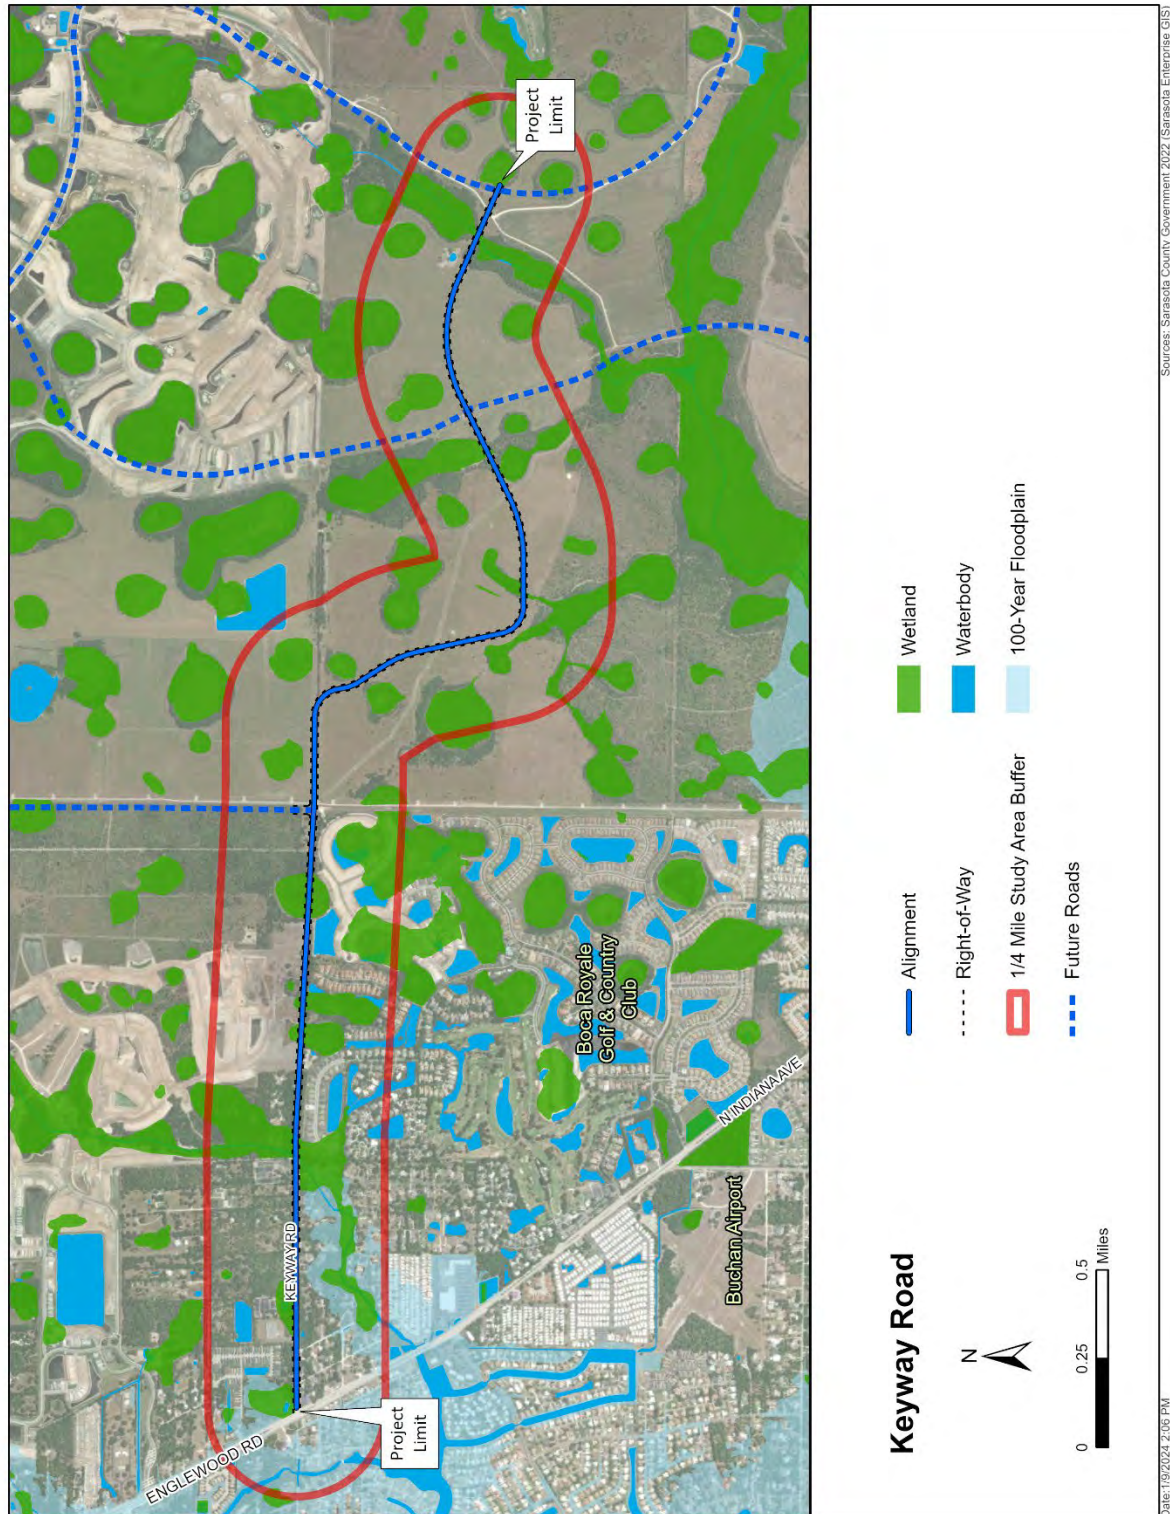 ENGLEWOOD RD
Project
Limit
KEYWAY RD
Boca Royale
Golf & Country
Club
N INDIANA AVE
Buchan Airport
Project
Limit
Keyway Road
N
0
0.25
0.5
Miles
Alignment
Right-of-Way
1/4 Mile Study Area Buffer
Future Roads
Wetland
Waterbody
100-Year Floodplain
Date:1/9/2024 2:06 PM
Sources: Sarasota County Government 2022 (Sarasota Enterprise GIS)